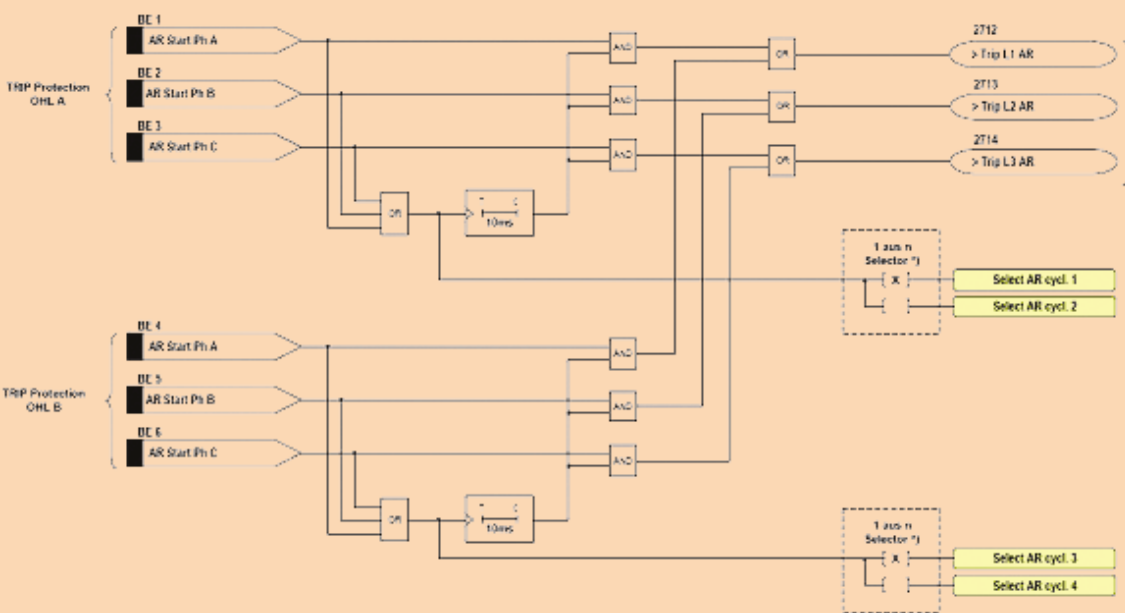 BE 1
AR Start Ph A
BE 2
AR Start Ph B
BE 3
AR Start Ph C
TRIP Protection
OHL A
AND
AND
AND
OR
OR
OR
2712
> Trip L1 AR
2713
> Trip L2 AR
2714
> Trip L3 AR
OR
10ms
1 aus n
Selector *)
X
Select AR cycl. 1
Select AR cycl. 2
BE 4
AR Start Ph A
BE 5
AR Start Ph B
BE 6
AR Start Ph C
TRIP Protection
OHL B
AND
AND
AND
OR
10ms
1 aus n
Selector *)
X
Select AR cycl. 3
Select AR cycl. 4